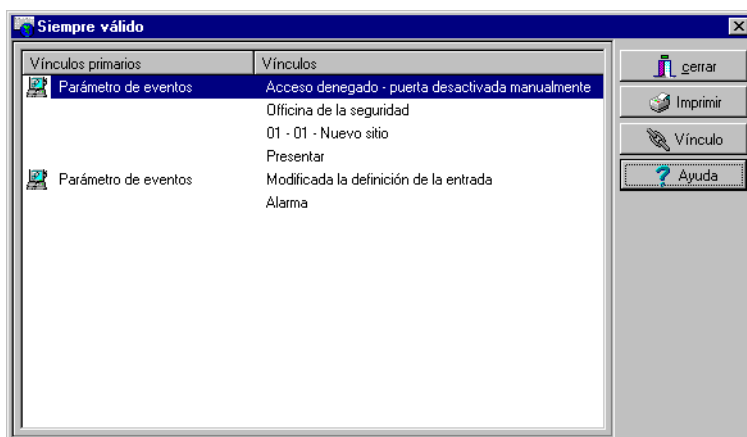 Siempre válido
Vínculos primarios Vínculos
Parámetro de eventos Acceso denegado - puerta desactivada manualmente
Officina de la seguridad
01 - 01 - Nuevo sitio
Presentar
Parámetro de eventos Modificada la definición de la entrada
Alarma
cerrar
Imprimir
Vínculo
Ayuda